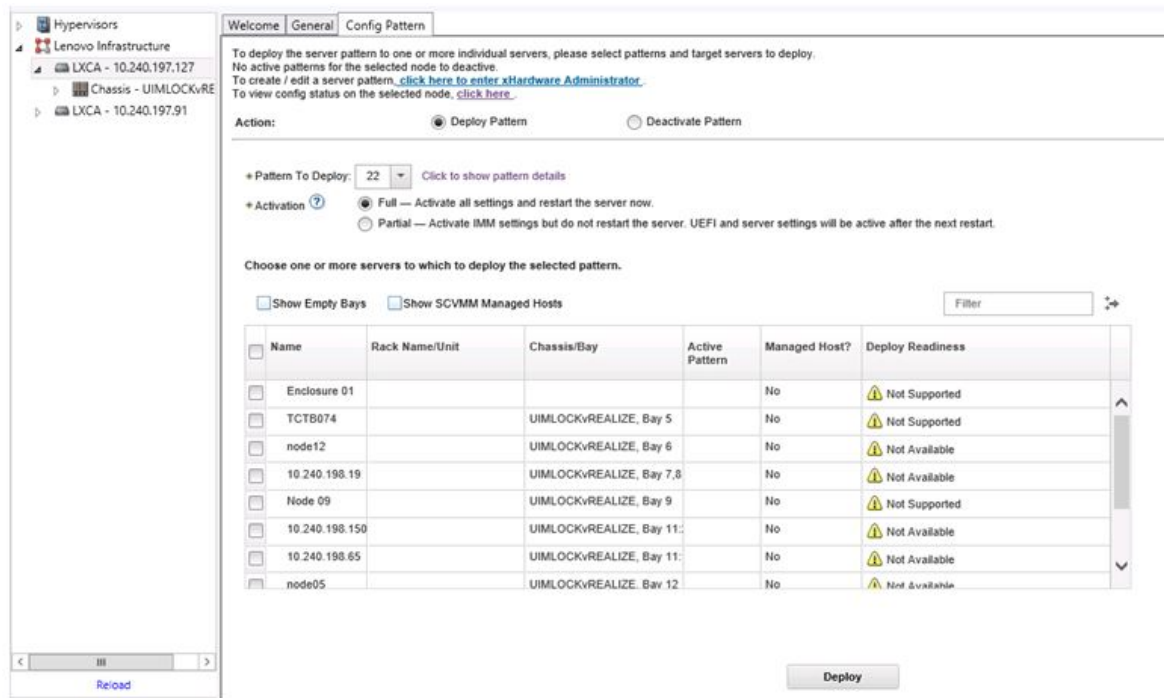 Hypervisors
Lenovo Infrastructure
LXCA - 10.240.197.127
Chassis - UIMLOCKvRE
LXCA - 10.240.197.91
Reload
Welcome General Config Pattern
To deploy the server pattern to one or more individual servers, please select patterns and target servers to deploy.
No active patterns for the selected node to deactive.
To create / edit a server pattern, click here to enter xHardware Administrator .
To view config status on the selected node, click here .
Action: Deploy Pattern Deactivate Pattern
Pattern To Deploy: 22 Click to show pattern details
Activation ? Full — Activate all settings and restart the server now.
Partial — Activate IMM settings but do not restart the server. UEFI and server settings will be active after the next restart.
Choose one or more servers to which to deploy the selected pattern.
Show Empty Bays Show SCVMM Managed Hosts Filter
Name Rack Name/Unit Chassis/Bay Active Pattern Managed Host? Deploy Readiness
Enclosure 01 No Not Supported
TCTB074 UIMLOCKvREALIZE, Bay 5 No Not Supported
node12 UIMLOCKvREALIZE, Bay 6 No Not Available
10.240.198.19 UIMLOCKvREALIZE, Bay 7,8 No Not Available
Node 09 UIMLOCKvREALIZE, Bay 9 No Not Supported
10.240.198.150 UIMLOCKvREALIZE, Bay 11: No Not Available
10.240.198.65 UIMLOCKvREALIZE, Bay 11: No Not Available
node05 UIMLOCKvREALIZE, Bay 12 No Not Available
Deploy